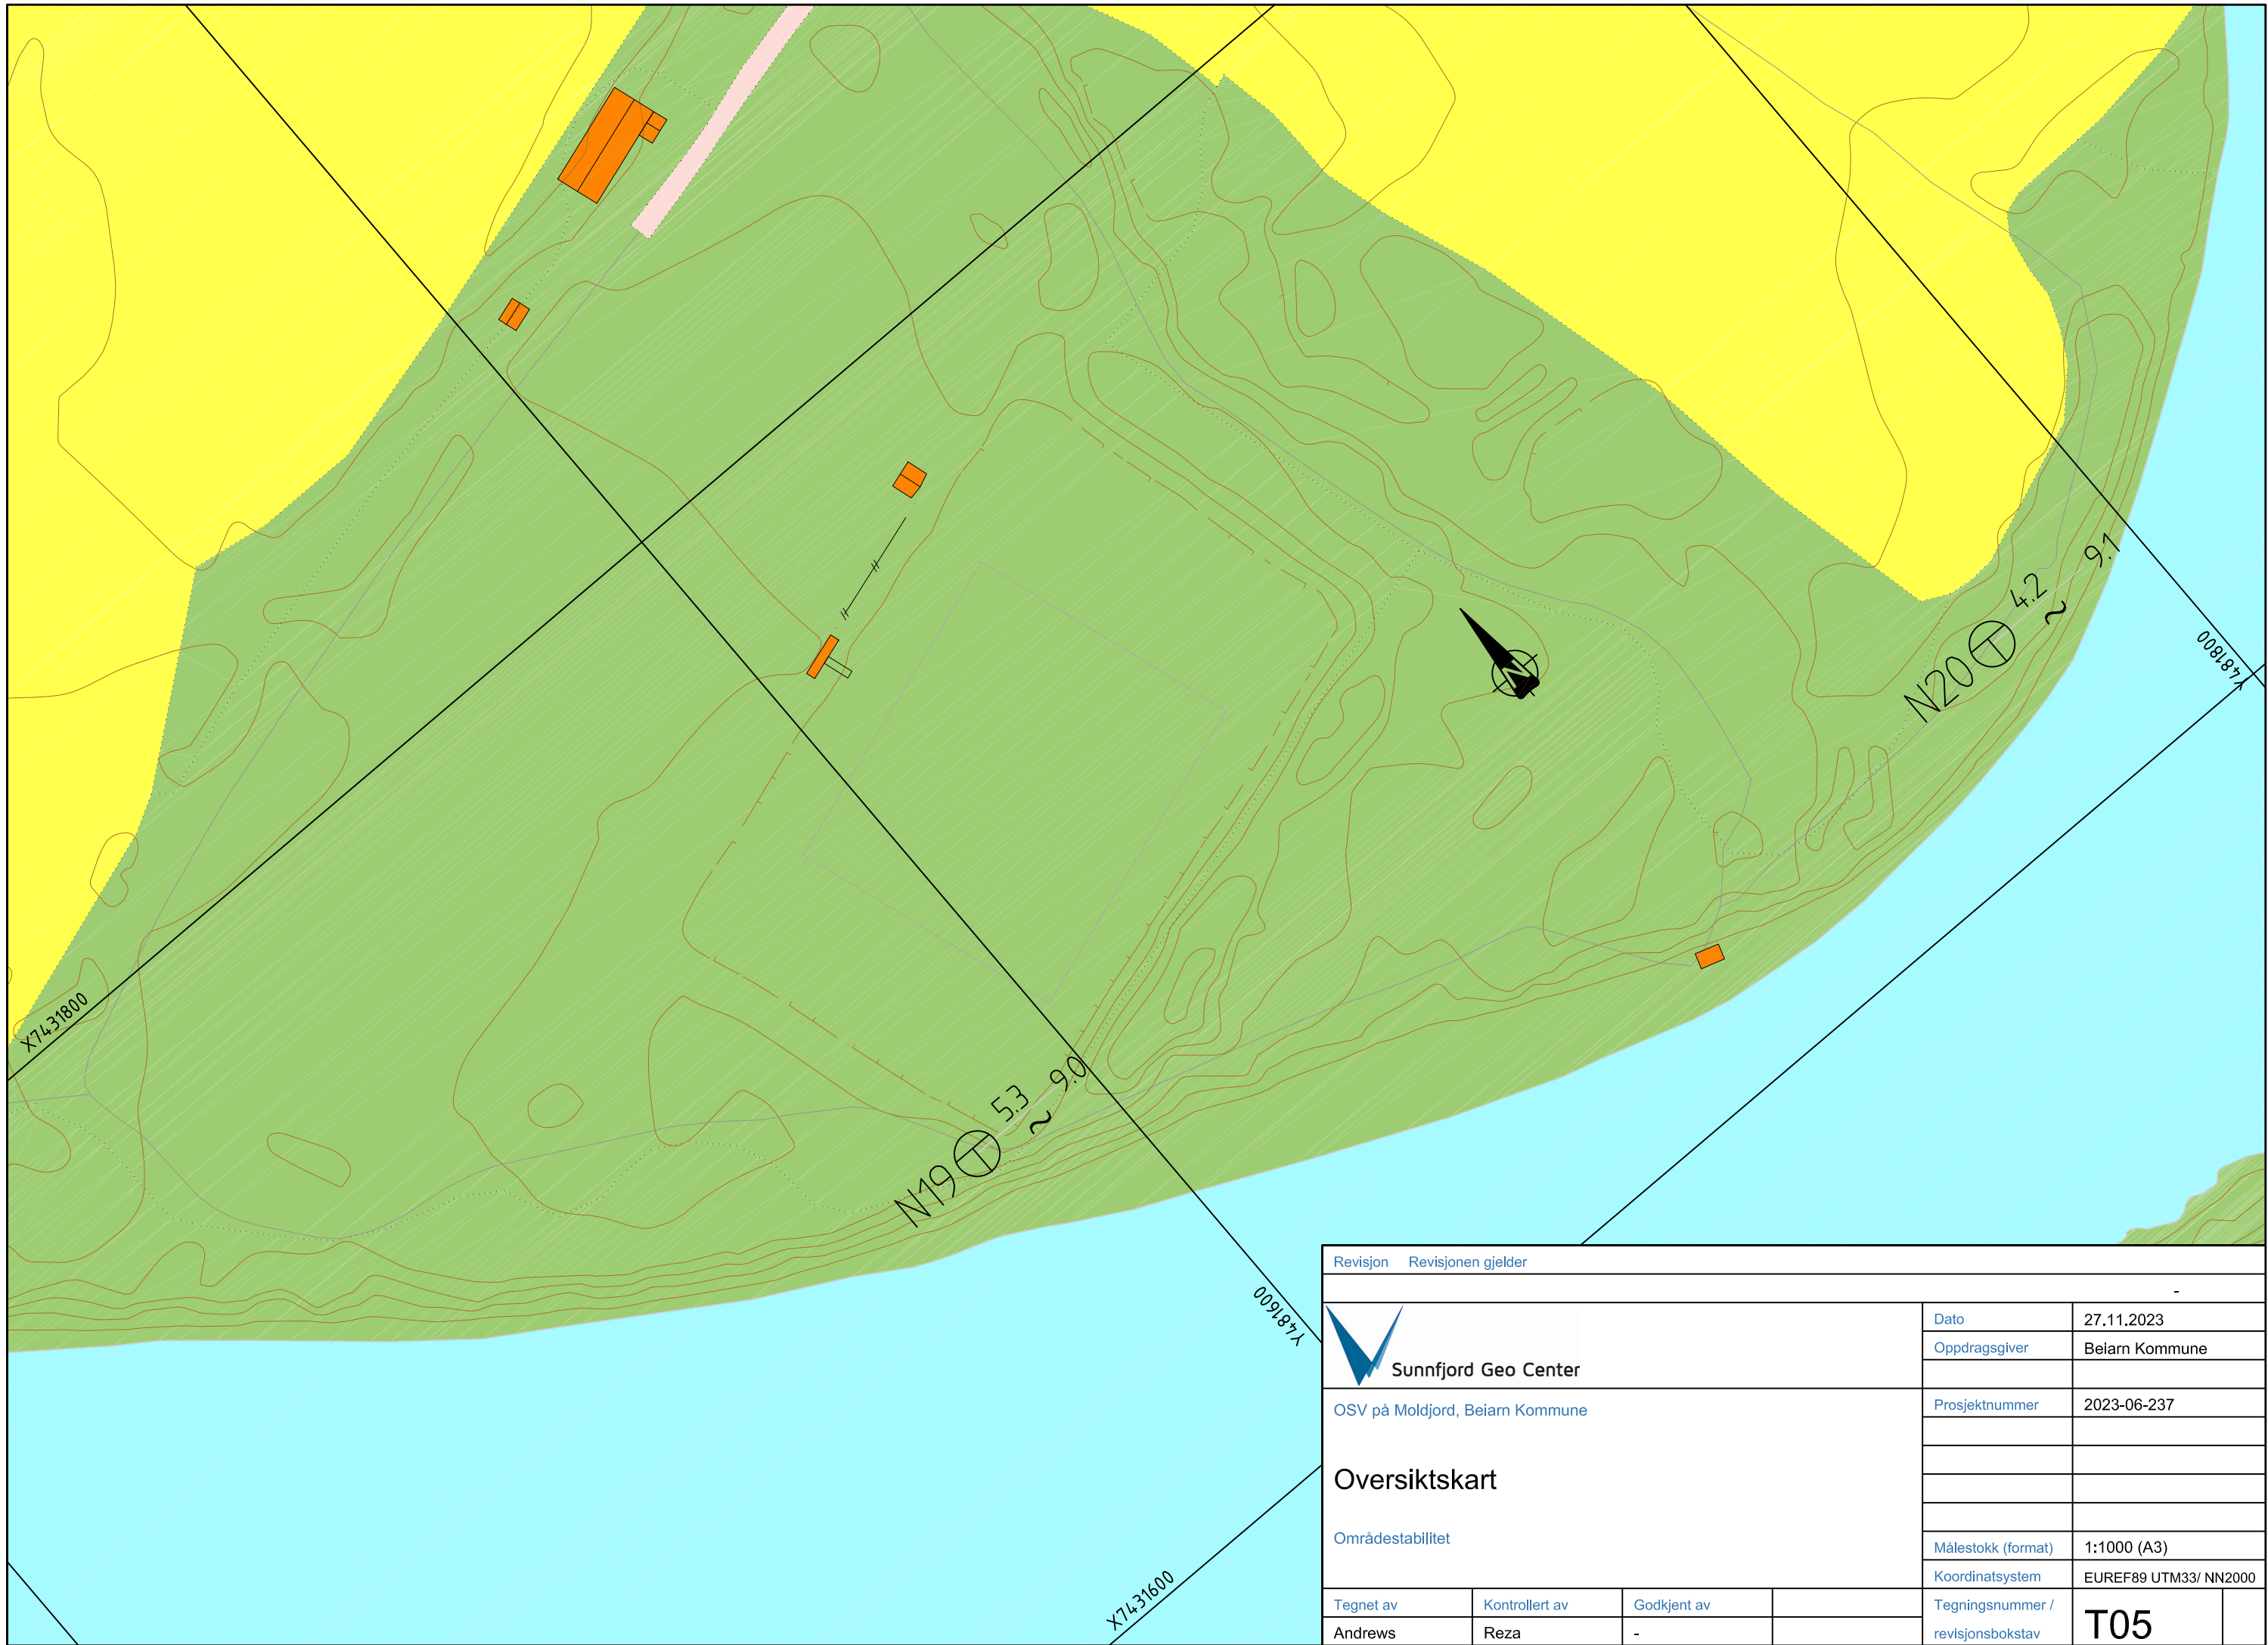 9.1
4.2
~
N20
Y481800
X7431800
9.0
5.3
~
N19
Y481600
X7431600
N
Revisjon Revisjonen gjelder
-
Sunnfjord Geo Center
Dato 27.11.2023
Oppdragsgiver Beiarn Kommune
OSV på Moldjord, Beiarn Kommune
Prosjektnummer 2023-06-237
Oversiktskart
Områdestabilitet
Målestokk (format) 1:1000 (A3)
Koordinatsystem EUREF89 UTM33/ NN2000
Tegnet av Kontrollert av Godkjent av
Andrews Reza -
Tegningsnummer /
revisjonsbokstav
T05